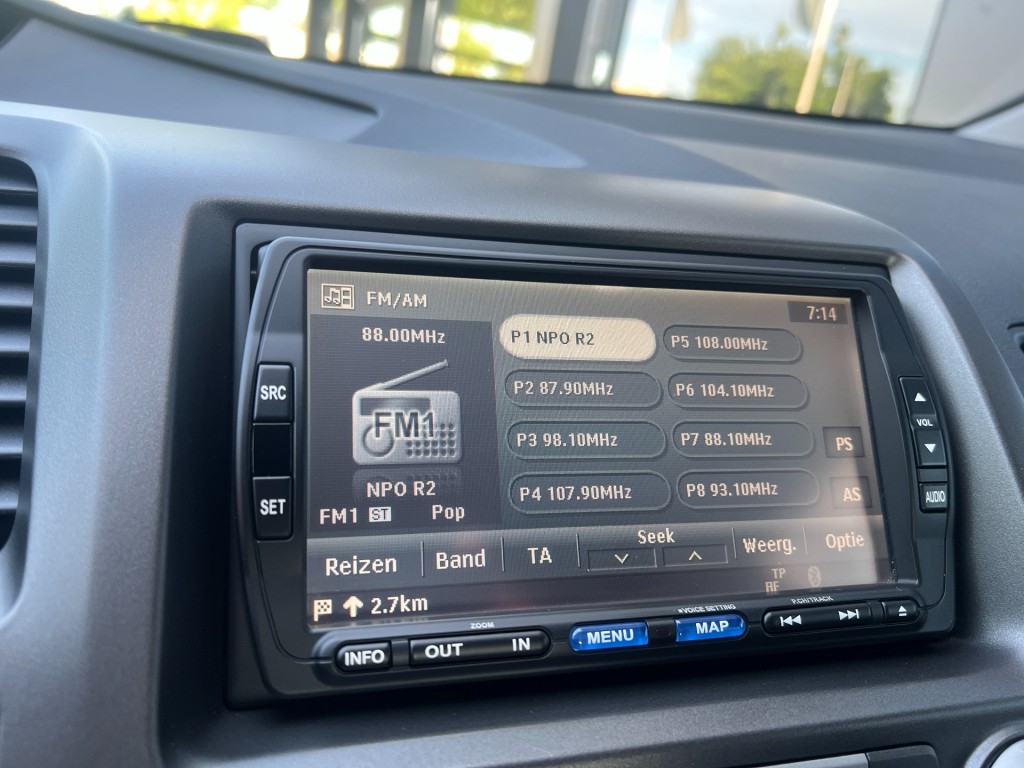 FM/AM
7:14
88.00MHz
FM1
NPO R2
FM1 ST Pop
P1 NPO R2
P2 87.90MHz
P3 98.10MHz
P4 107.90MHz
P5 108.00MHz
P6 104.10MHz
P7 88.10MHz
P8 93.10MHz
PS
AS
Reizen
Band
TA
Seek
Weerg.
Optie
TP
AF
2.7km
SRC
SET
VOL
AUDIO
INFO
ZOOM
OUT IN
MENU
VOICE SETTING
MAP
P.CH/TRACK